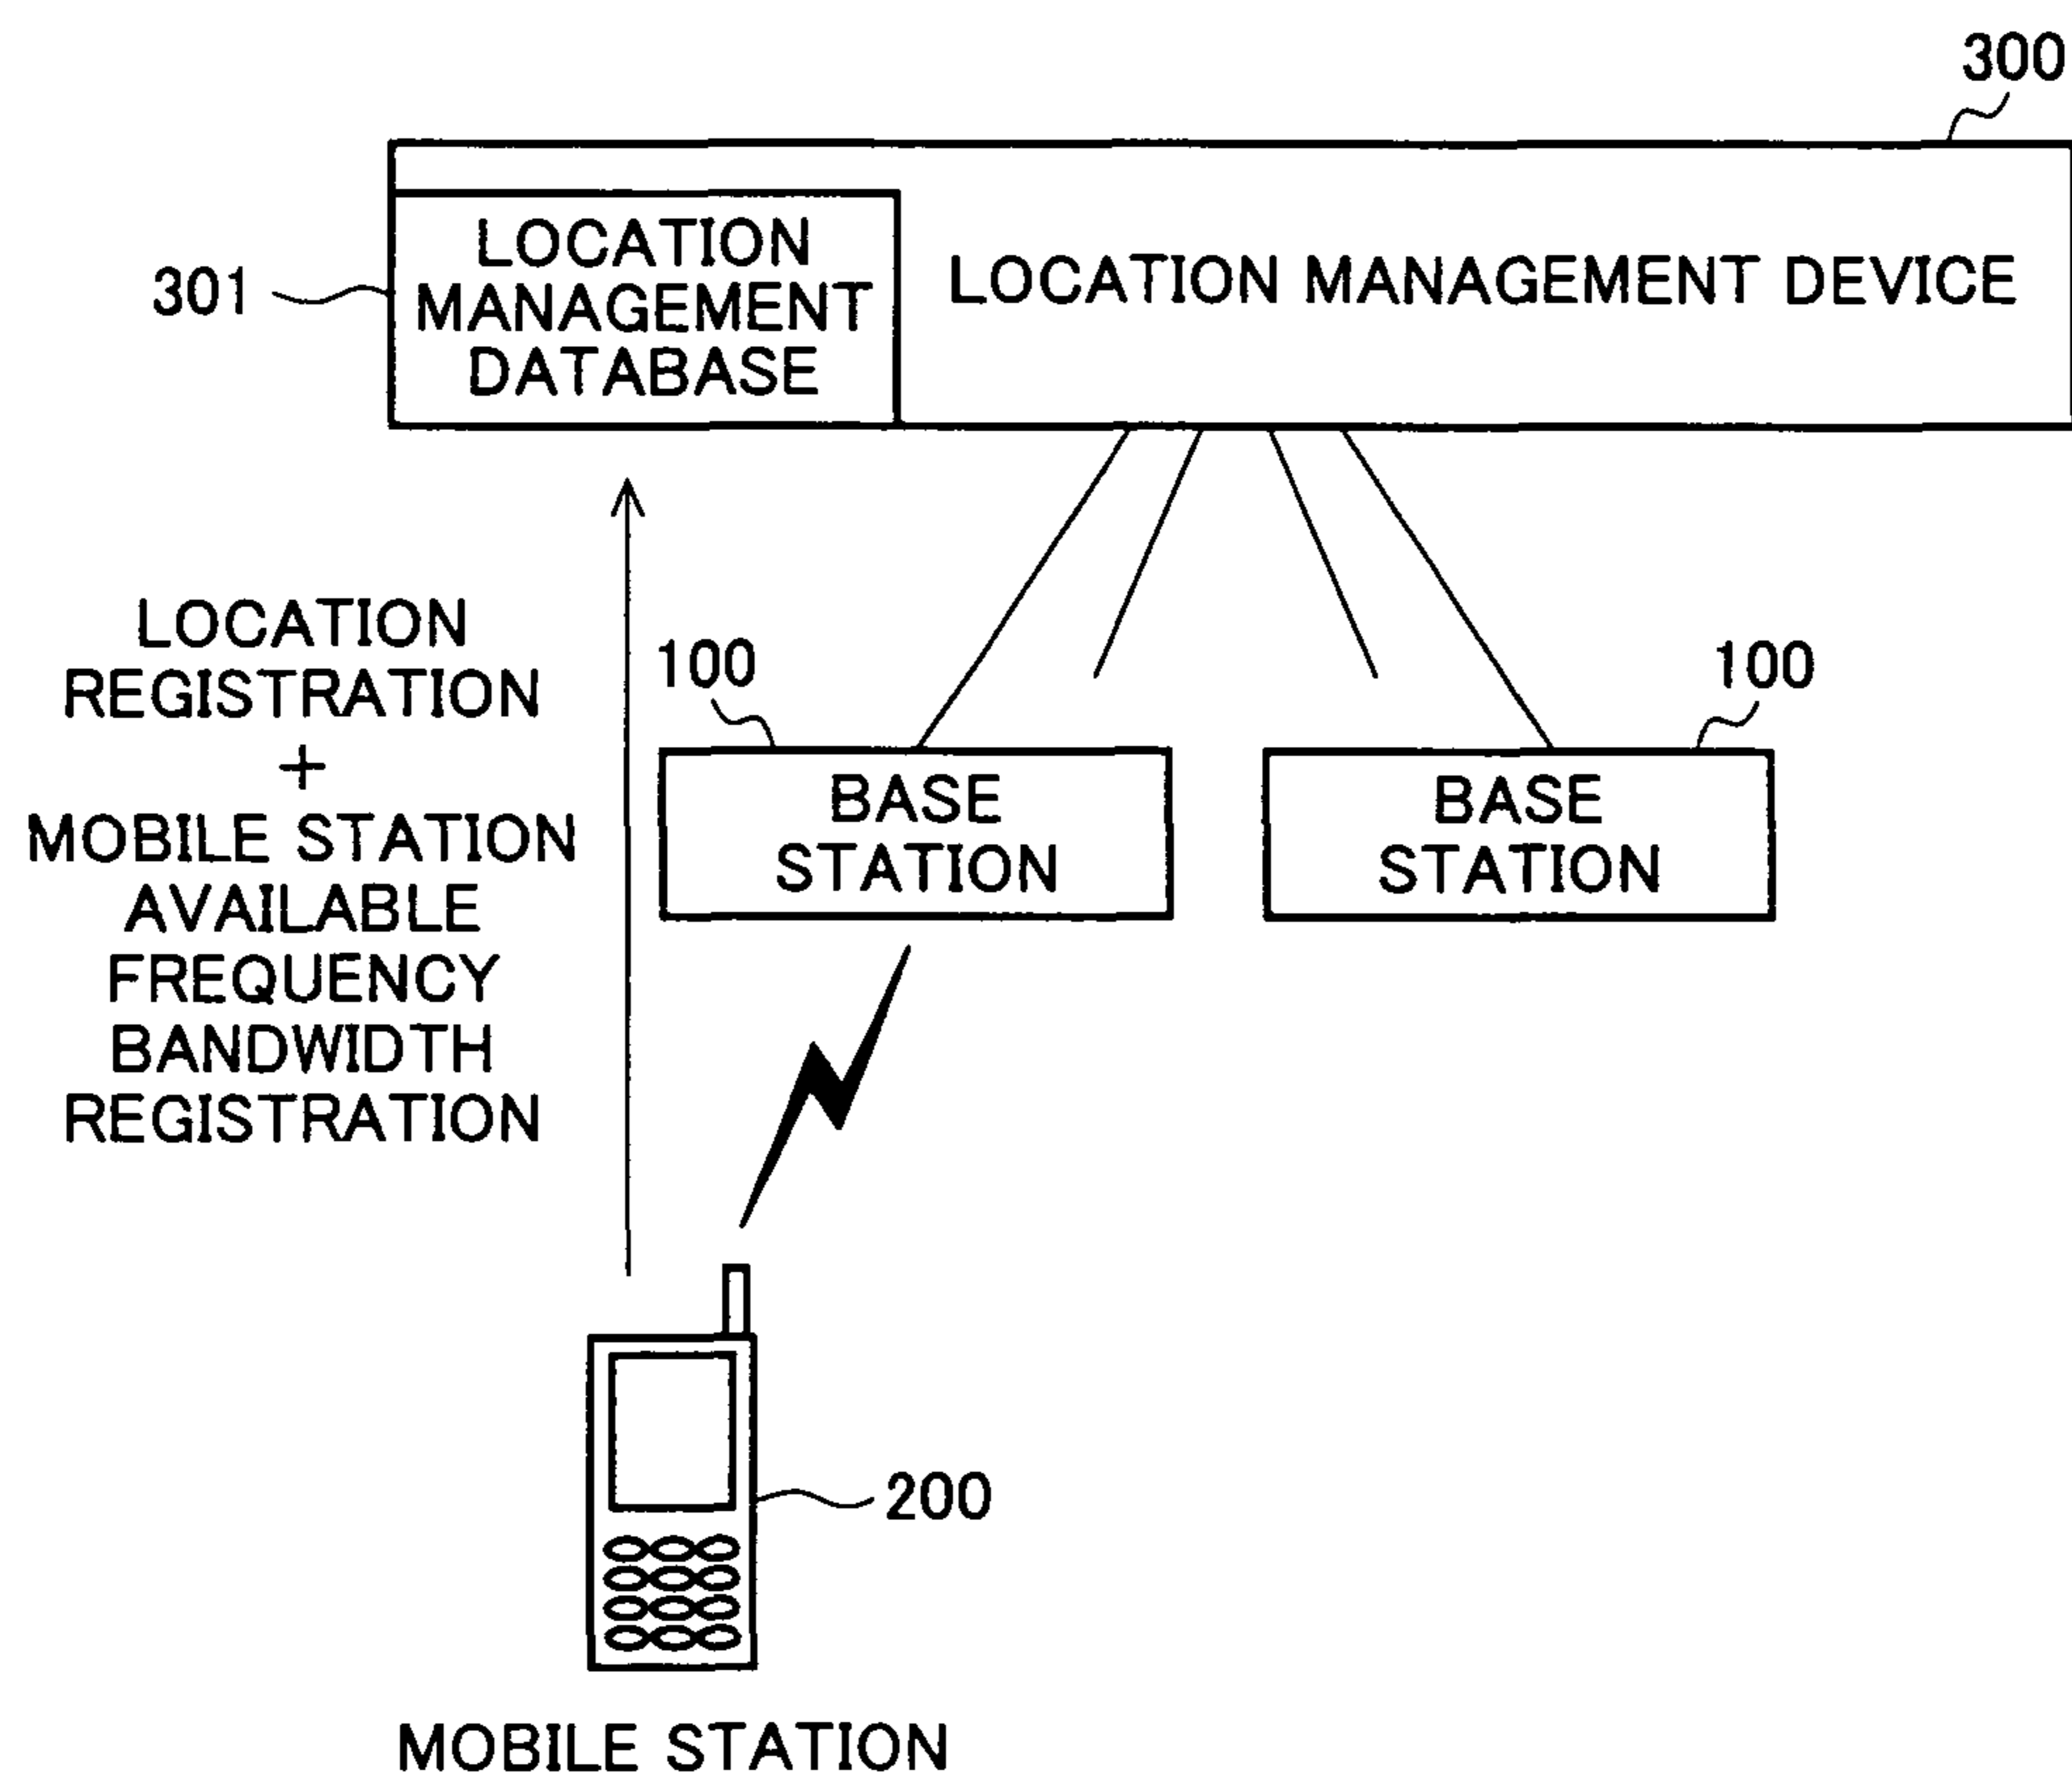 300
LOCATION
MANAGEMENT
DATABASE
301
LOCATION MANAGEMENT DEVICE
LOCATION
REGISTRATION
+
MOBILE STATION
AVAILABLE
FREQUENCY
BANDWIDTH
REGISTRATION
100
BASE
STATION
100
BASE
STATION
200
MOBILE STATION